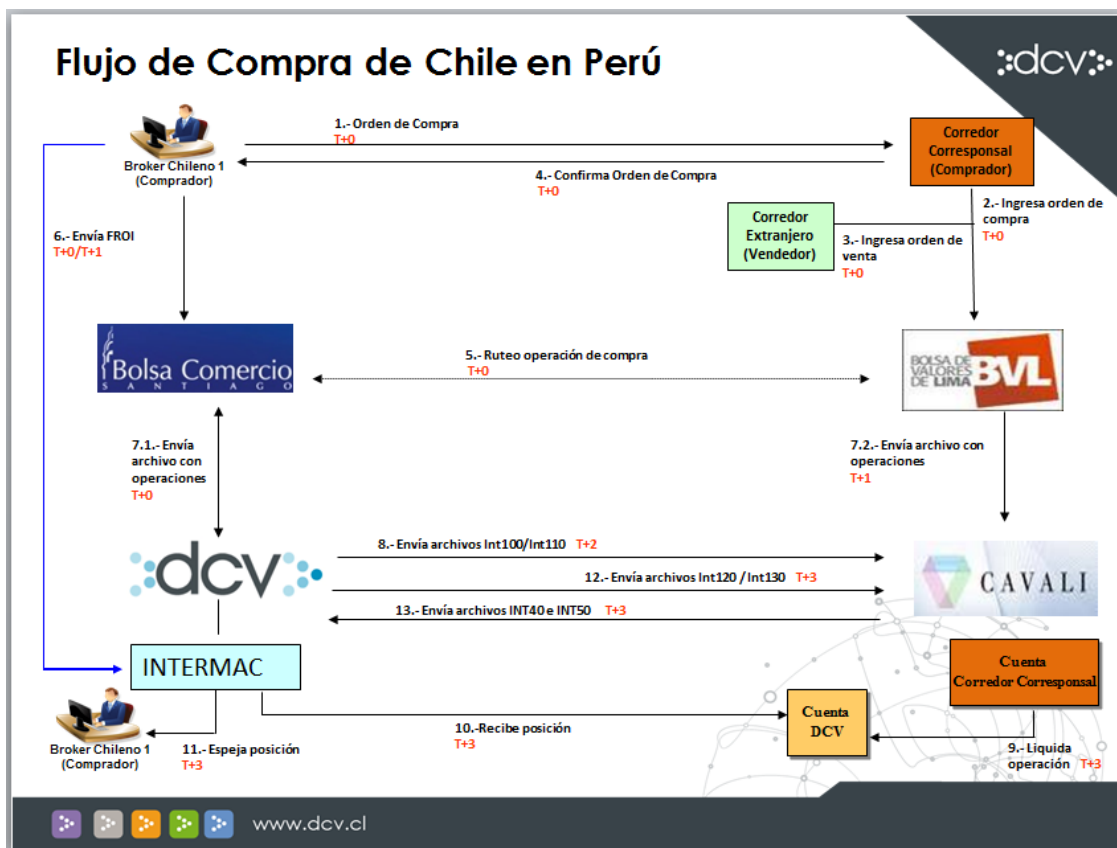 Flujo de Compra de Chile en Perú
dcv
1.- Orden de Compra
T+0
Broker Chileno 1
(Comprador)
4.- Confirma Orden de Compra
T+0
Corredor
Corresponsal
(Comprador)
2.- Ingresa orden de
compra
T+0
Corredor
Extranjero
(Vendedor)
3.- Ingresa orden de
venta
T+0
6.- Envía FROI
T+0/T+1
Bolsa Comercio
SANTIAGO
5.- Ruteo operación de compra
T+0
BOLSA DE
VALORES
DE LIMA
BVL
7.1.- Envía
archivo con
operaciones
T+0
7.2.- Envía archivo con
operaciones
T+1
dcv
8.- Envía archivos Int100/Int110 T+2
12.- Envía archivos Int120 / Int130 T+3
13.- Envía archivos INT40 e INT50 T+3
CAVALI
INTERMAC
Cuenta
Corredor Corresponsal
Broker Chileno 1
(Comprador)
11.- Espeja posición
T+3
10.-Recibe posición
T+3
Cuenta
DCV
9.- Liquida
operación T+3
www.dcv.cl